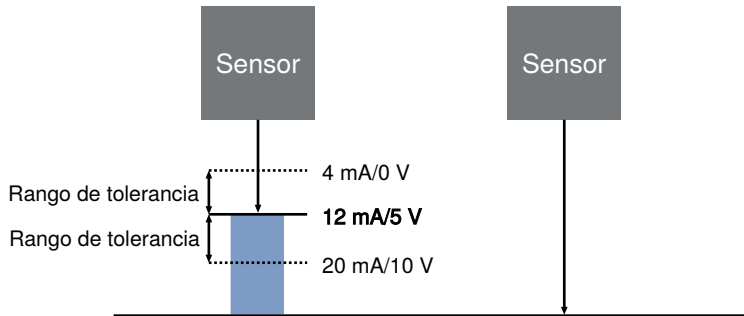 Sensor
Sensor
4 mA/0 V
Rango de tolerancia
12 mA/5 V
Rango de tolerancia
20 mA/10 V